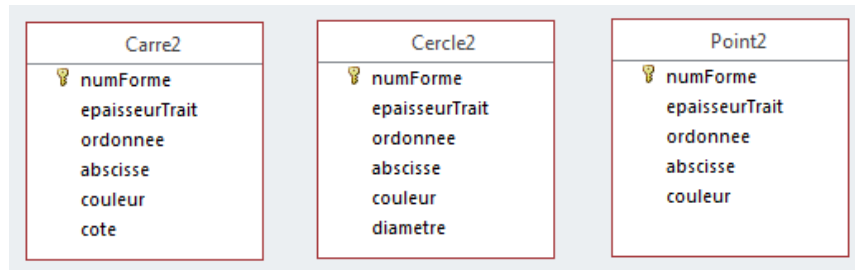 Carre2
numForme
epaisseurTrait
ordonnee
abscisse
couleur
cote
Cercle2
numForme
epaisseurTrait
ordonnee
abscisse
couleur
diametre
Point2
numForme
epaisseurTrait
ordonnee
abscisse
couleur